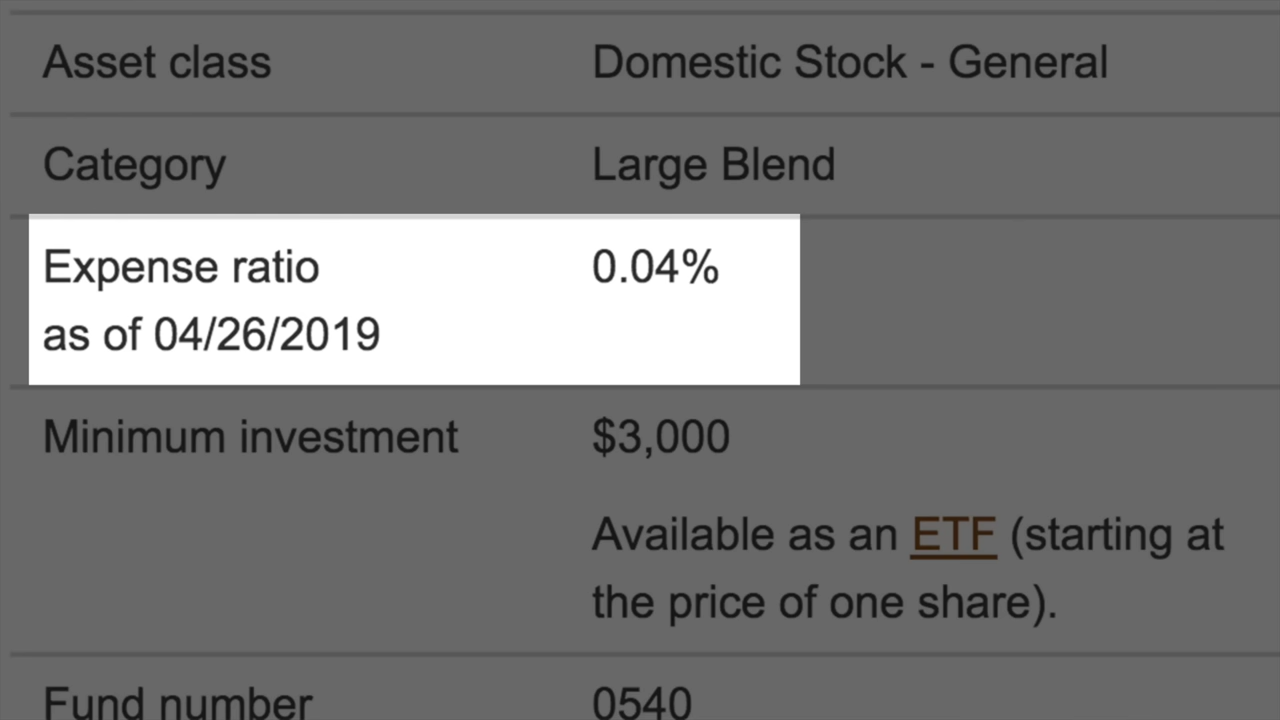 Asset class Domestic Stock - General
Category Large Blend
Expense ratio 0.04%
as of 04/26/2019
Minimum investment $3,000
Available as an ETF (starting at
the price of one share).
Fund number 0540